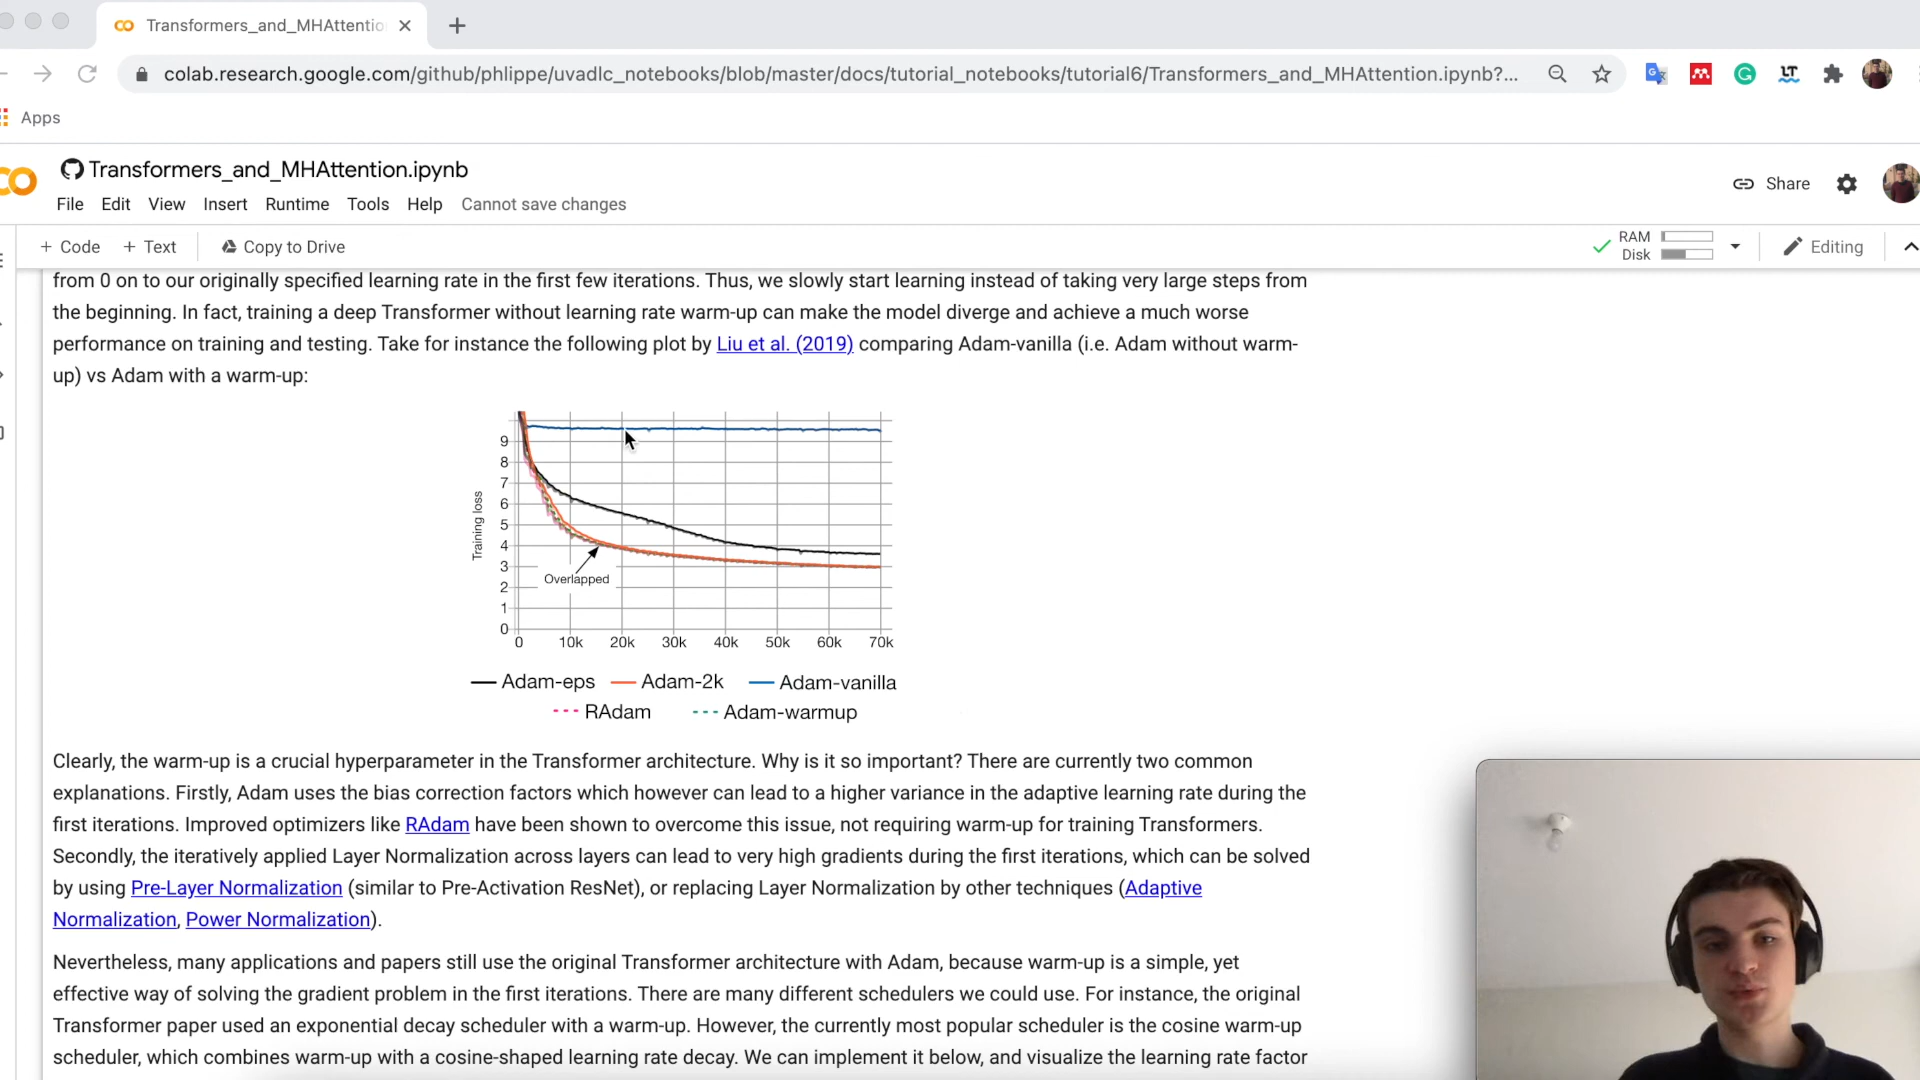 Transformers_and_MHAttentio
colab.research.google.com/github/phlippe/uvadlc_notebooks/blob/master/docs/tutorial_notebooks/tutorial6/Transformers_and_MHAttention.ipynb?...
Apps
Transformers_and_MHAttention.ipynb
Share
File Edit View Insert Runtime Tools Help Cannot save changes
+ Code + Text Copy to Drive
RAM
Disk
Editing
from 0 on to our originally specified learning rate in the first few iterations. Thus, we slowly start learning instead of taking very large steps from
the beginning. In fact, training a deep Transformer without learning rate warm-up can make the model diverge and achieve a much worse
performance on training and testing. Take for instance the following plot by Liu et al. (2019) comparing Adam-vanilla (i.e. Adam without warm-
up) vs Adam with a warm-up:
Training loss
9
8
7
6
5
4
3
2
1
0
Overlapped
0 10k 20k 30k 40k 50k 60k 70k
Adam-eps Adam-2k Adam-vanilla
RAdam Adam-warmup
Clearly, the warm-up is a crucial hyperparameter in the Transformer architecture. Why is it so important? There are currently two common
explanations. Firstly, Adam uses the bias correction factors which however can lead to a higher variance in the adaptive learning rate during the
first iterations. Improved optimizers like RAdam have been shown to overcome this issue, not requiring warm-up for training Transformers.
Secondly, the iteratively applied Layer Normalization across layers can lead to very high gradients during the first iterations, which can be solved
by using Pre-Layer Normalization (similar to Pre-Activation ResNet), or replacing Layer Normalization by other techniques (Adaptive
Normalization, Power Normalization).
Nevertheless, many applications and papers still use the original Transformer architecture with Adam, because warm-up is a simple, yet
effective way of solving the gradient problem in the first iterations. There are many different schedulers we could use. For instance, the original
Transformer paper used an exponential decay scheduler with a warm-up. However, the currently most popular scheduler is the cosine warm-up
scheduler, which combines warm-up with a cosine-shaped learning rate decay. We can implement it below, and visualize the learning rate factor